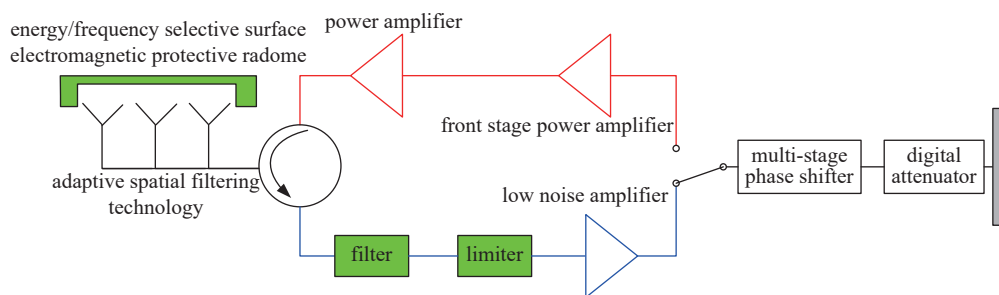 energy/frequency selective surface
electromagnetic protective radome
power amplifier
front stage power amplifier
adaptive spatial filtering
technology
low noise amplifier
multi-stage
phase shifter
digital
attenuator
filter
limiter